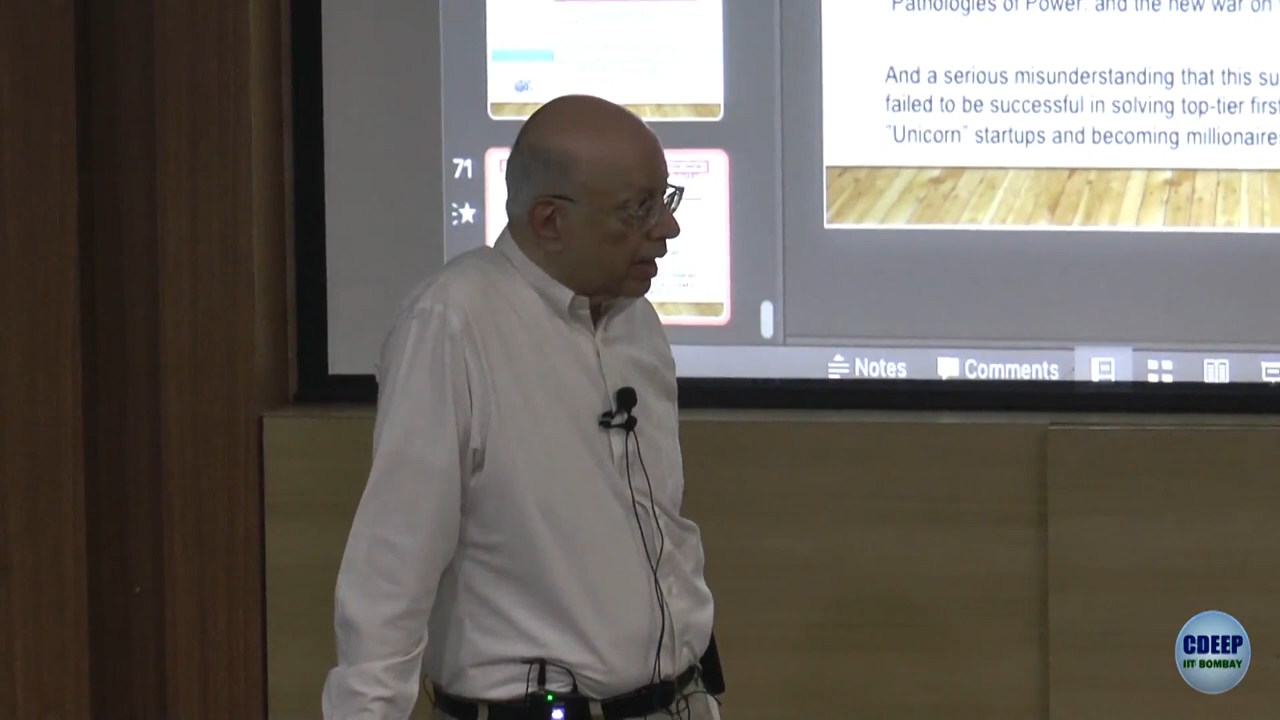 Pathologies of Power, and the new war on
And a serious misunderstanding that this su
failed to be successful in solving top-tier first
"Unicorn" startups and becoming millionaire
71
Notes
Comments
CDEEP
IIT BOMBAY